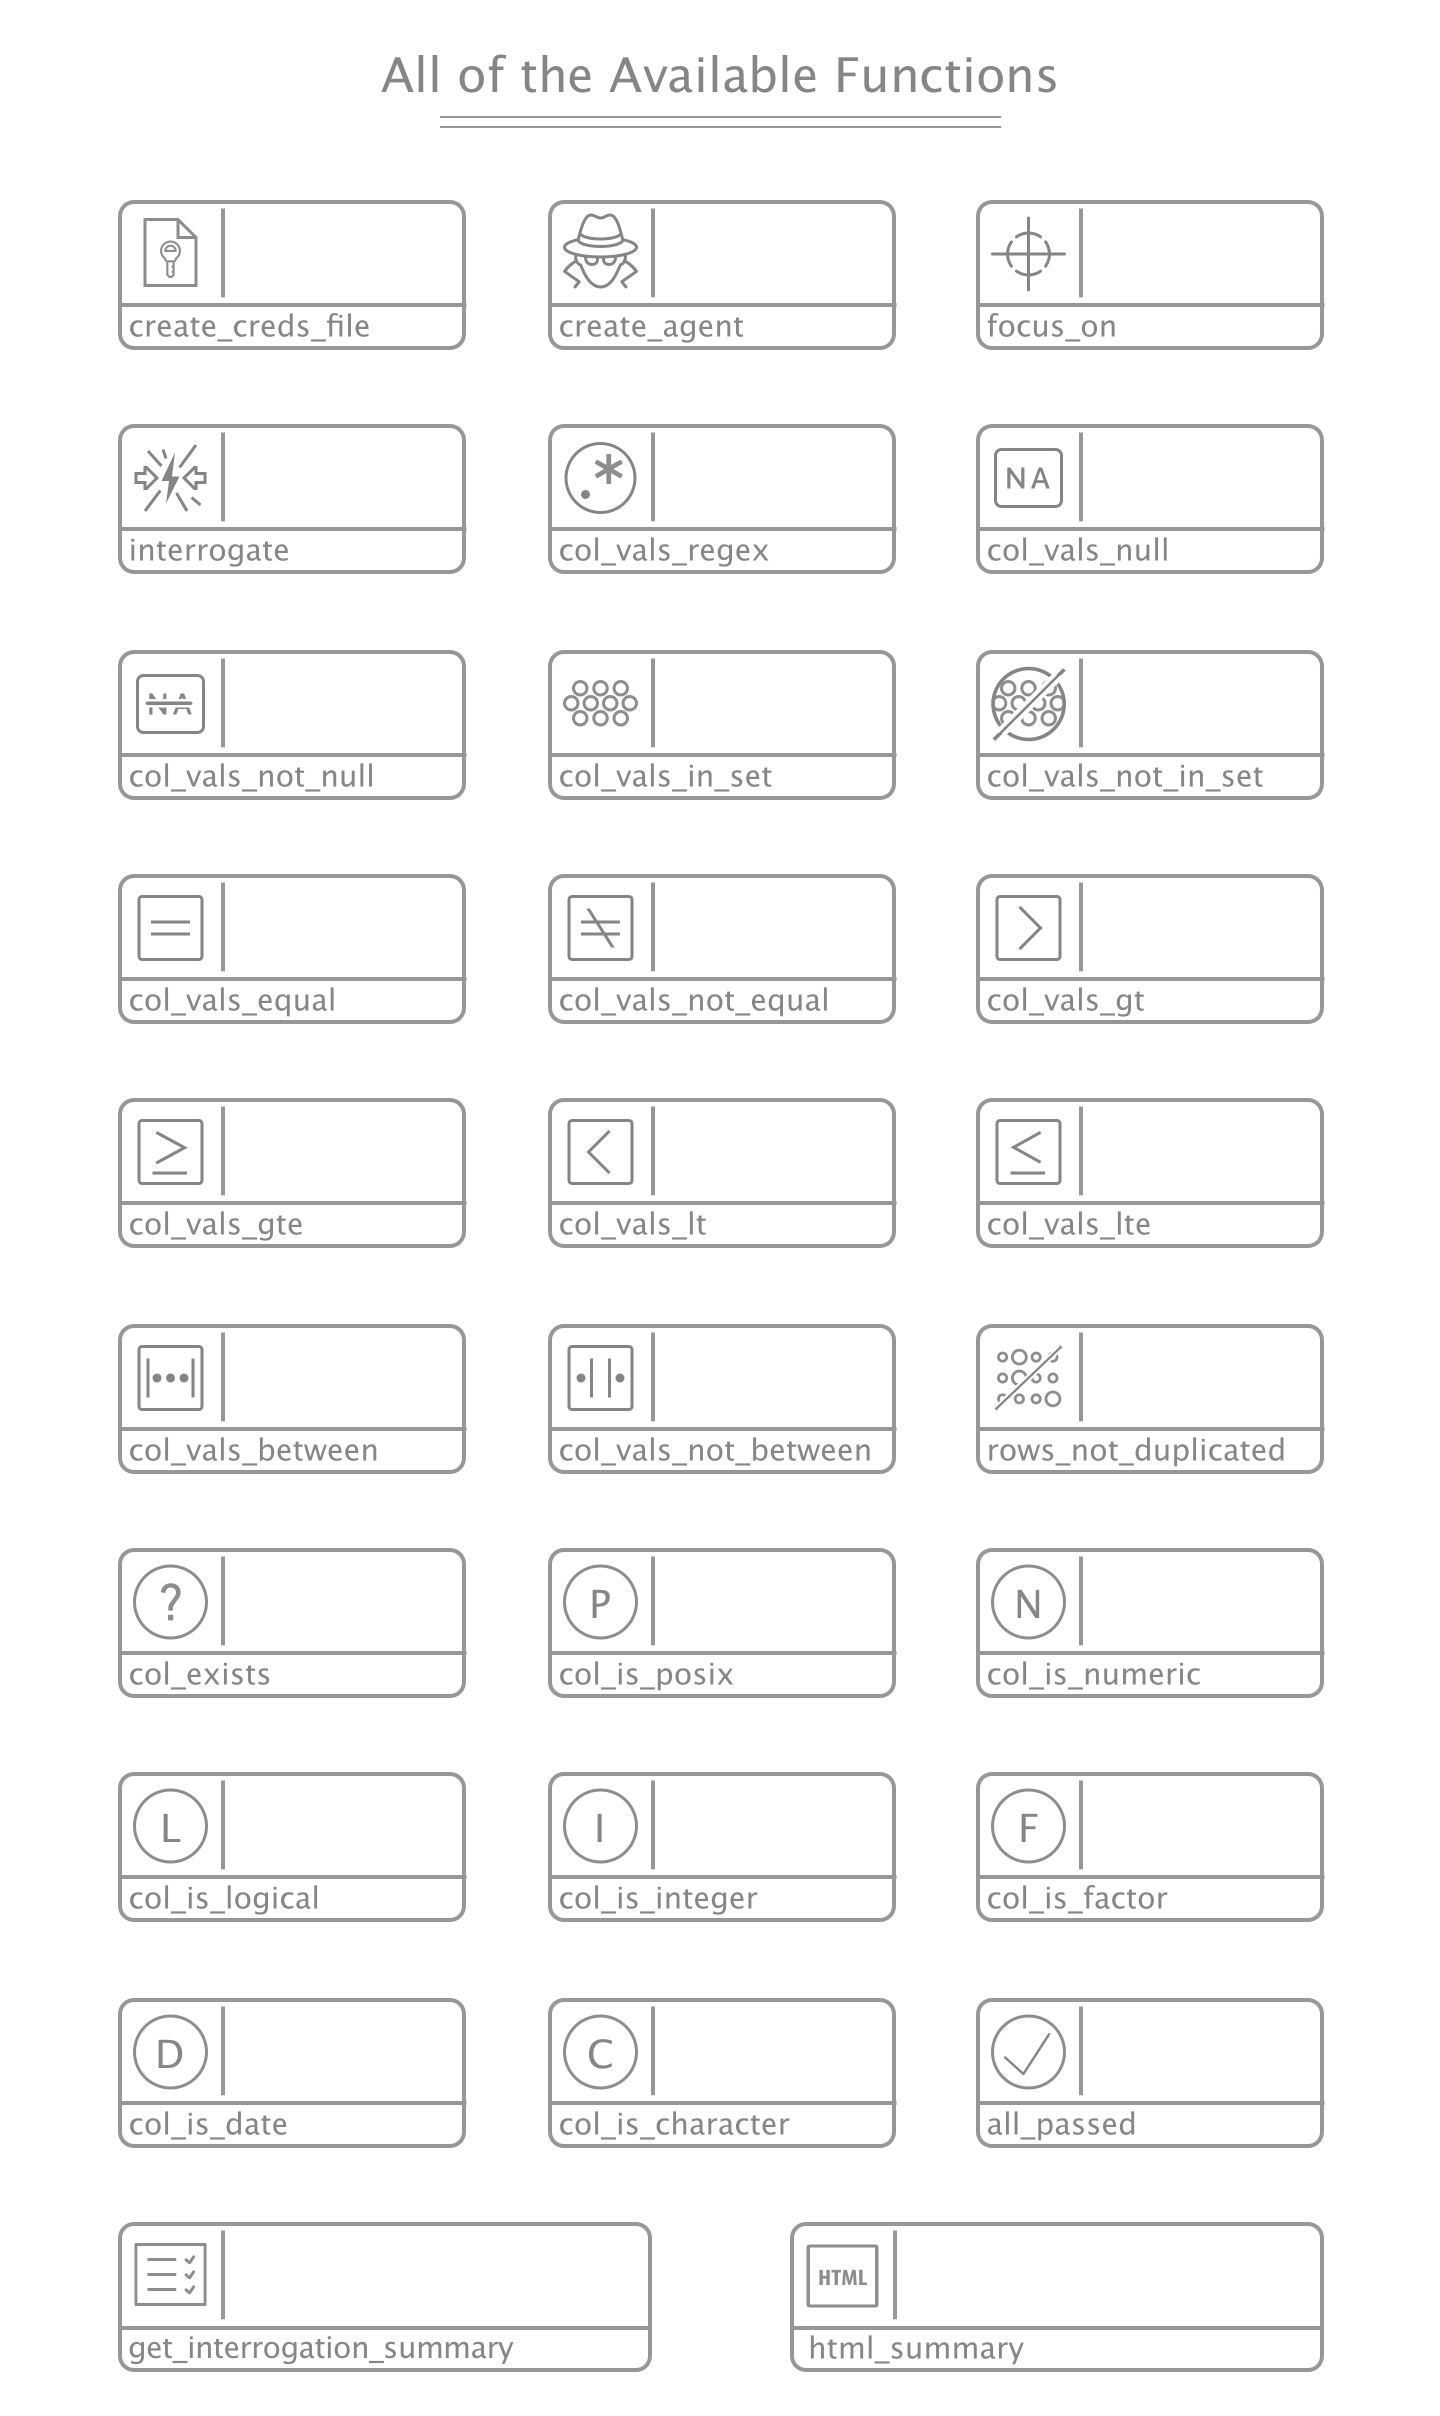 All of the Available Functions
create_creds_file
create_agent
focus_on
interrogate
.*
col_vals_regex
NA
col_vals_null
NA
col_vals_not_null
col_vals_in_set
col_vals_not_in_set
=
col_vals_equal
≠
col_vals_not_equal
>
col_vals_gt
≥
col_vals_gte
<
col_vals_lt
≤
col_vals_lte
col_vals_between
col_vals_not_between
rows_not_duplicated
?
col_exists
P
col_is_posix
N
col_is_numeric
L
col_is_logical
I
col_is_integer
F
col_is_factor
D
col_is_date
C
col_is_character
all_passed
get_interrogation_summary
HTML
html_summary